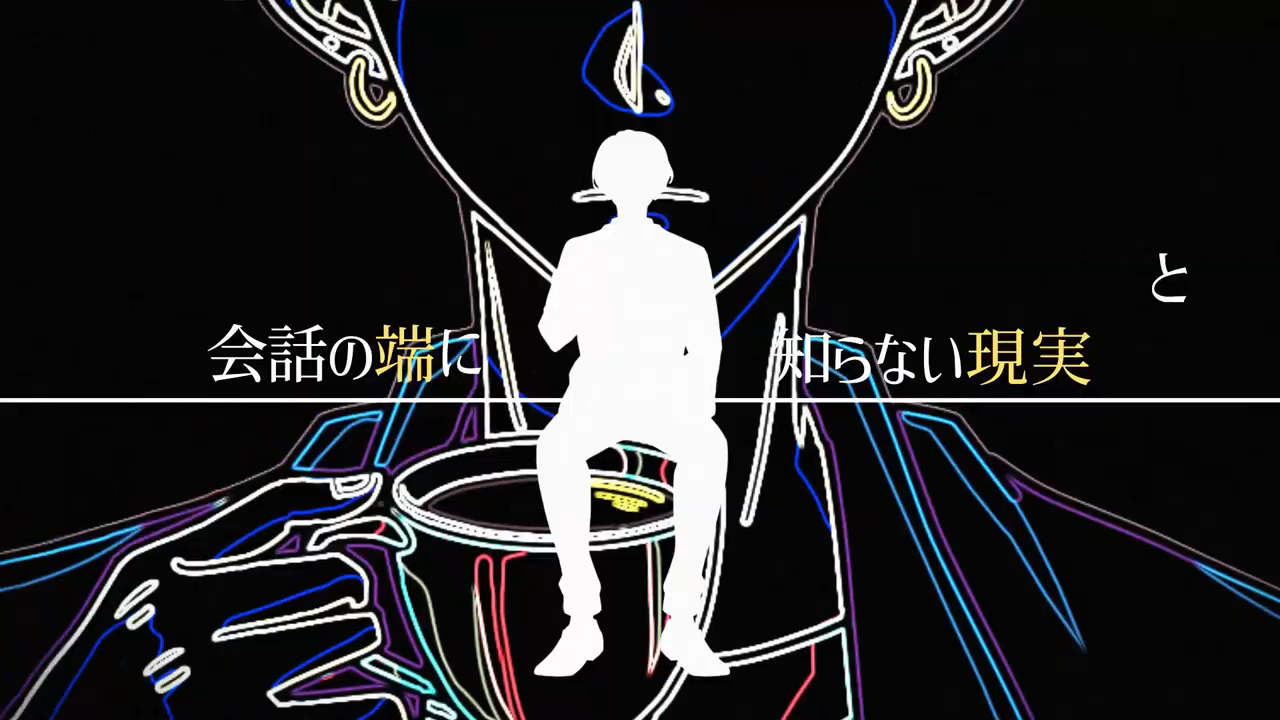 会話の端に
知らない現実
と